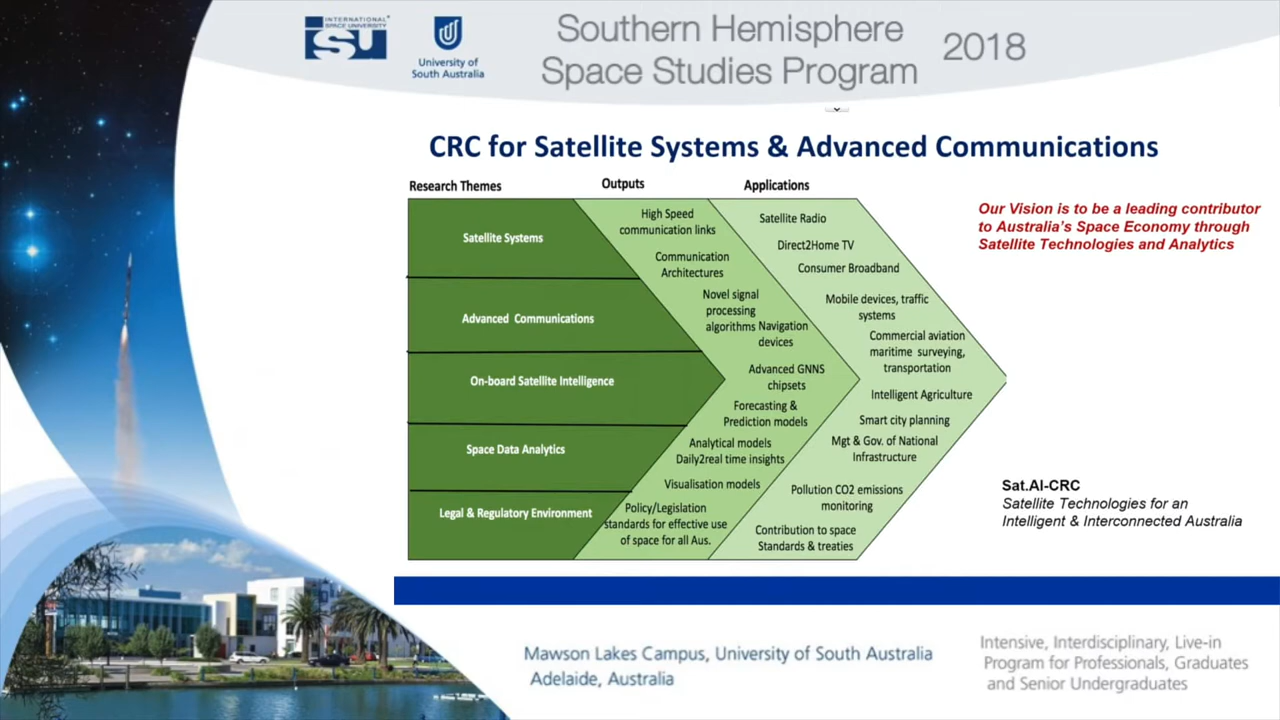 INTERNATIONAL
SPACE UNIVERSITY
ISU
University of
South Australia
Southern Hemisphere
Space Studies Program
2018
CRC for Satellite Systems & Advanced Communications
Research Themes
Outputs
Applications
Satellite Systems
Advanced Communications
On-board Satellite Intelligence
Space Data Analytics
Legal & Regulatory Environment
High Speed
communication links
Communication
Architectures
Novel signal
processing
algorithms
Navigation
devices
Advanced GNNS
chipsets
Forecasting &
Prediction models
Analytical models
Daily2real time insights
Visualisation models
Policy/Legislation
standards for effective use
of space for all Aus.
Satellite Radio
Direct2Home TV
Consumer Broadband
Mobile devices, traffic
systems
Commercial aviation
maritime surveying,
transportation
Intelligent Agriculture
Smart city planning
Mgt & Gov. of National
Infrastructure
Pollution CO2 emissions
monitoring
Contribution to space
Standards & treaties
Our Vision is to be a leading contributor
to Australia's Space Economy through
Satellite Technologies and Analytics
Sat.AI-CRC
Satellite Technologies for an
Intelligent & Interconnected Australia
Mawson Lakes Campus, University of South Australia
Adelaide, Australia
Intensive, Interdisciplinary, Live-in
Program for Professionals, Graduates
and Senior Undergraduates